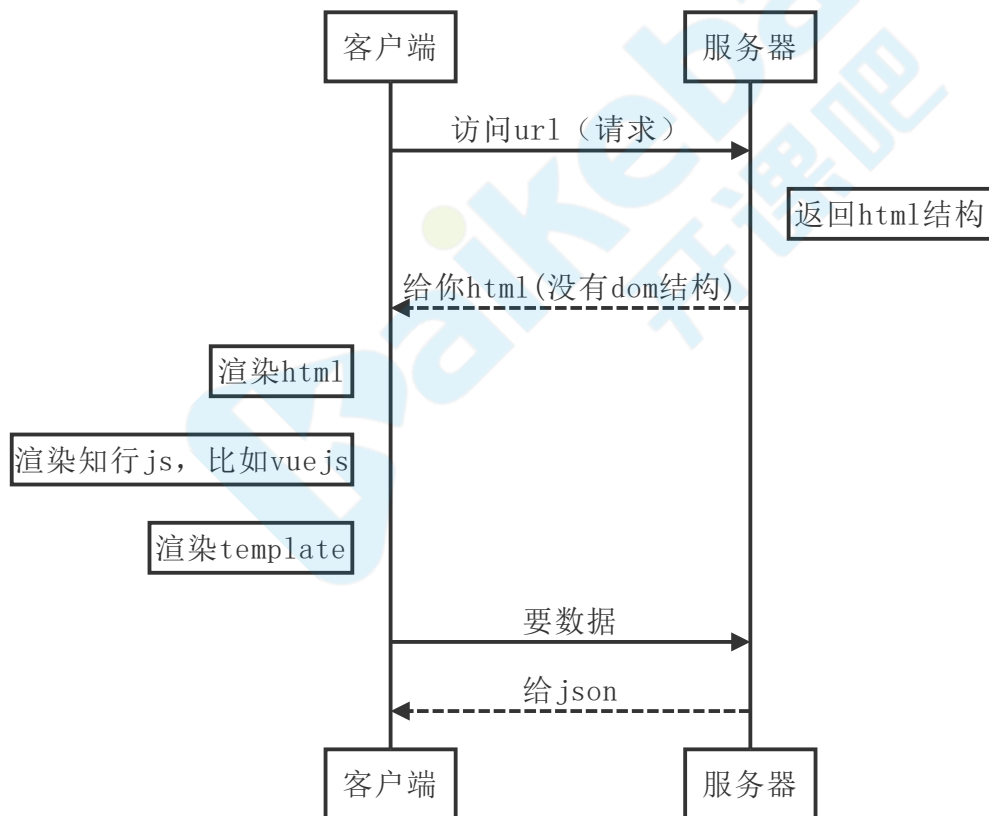 客户端
服务器
访问url（请求）
返回html结构
给你html(没有dom结构)
渲染html
渲染知行js，比如vuejs
渲染template
要数据
给json
客户端
服务器
kaikeba
开课吧